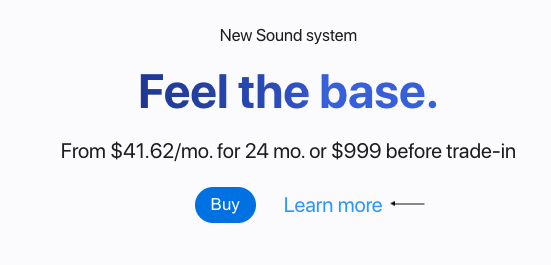 New Sound system
Feel the base.
From $41.62/mo. for 24 mo. or $999 before trade-in
Buy Learn more